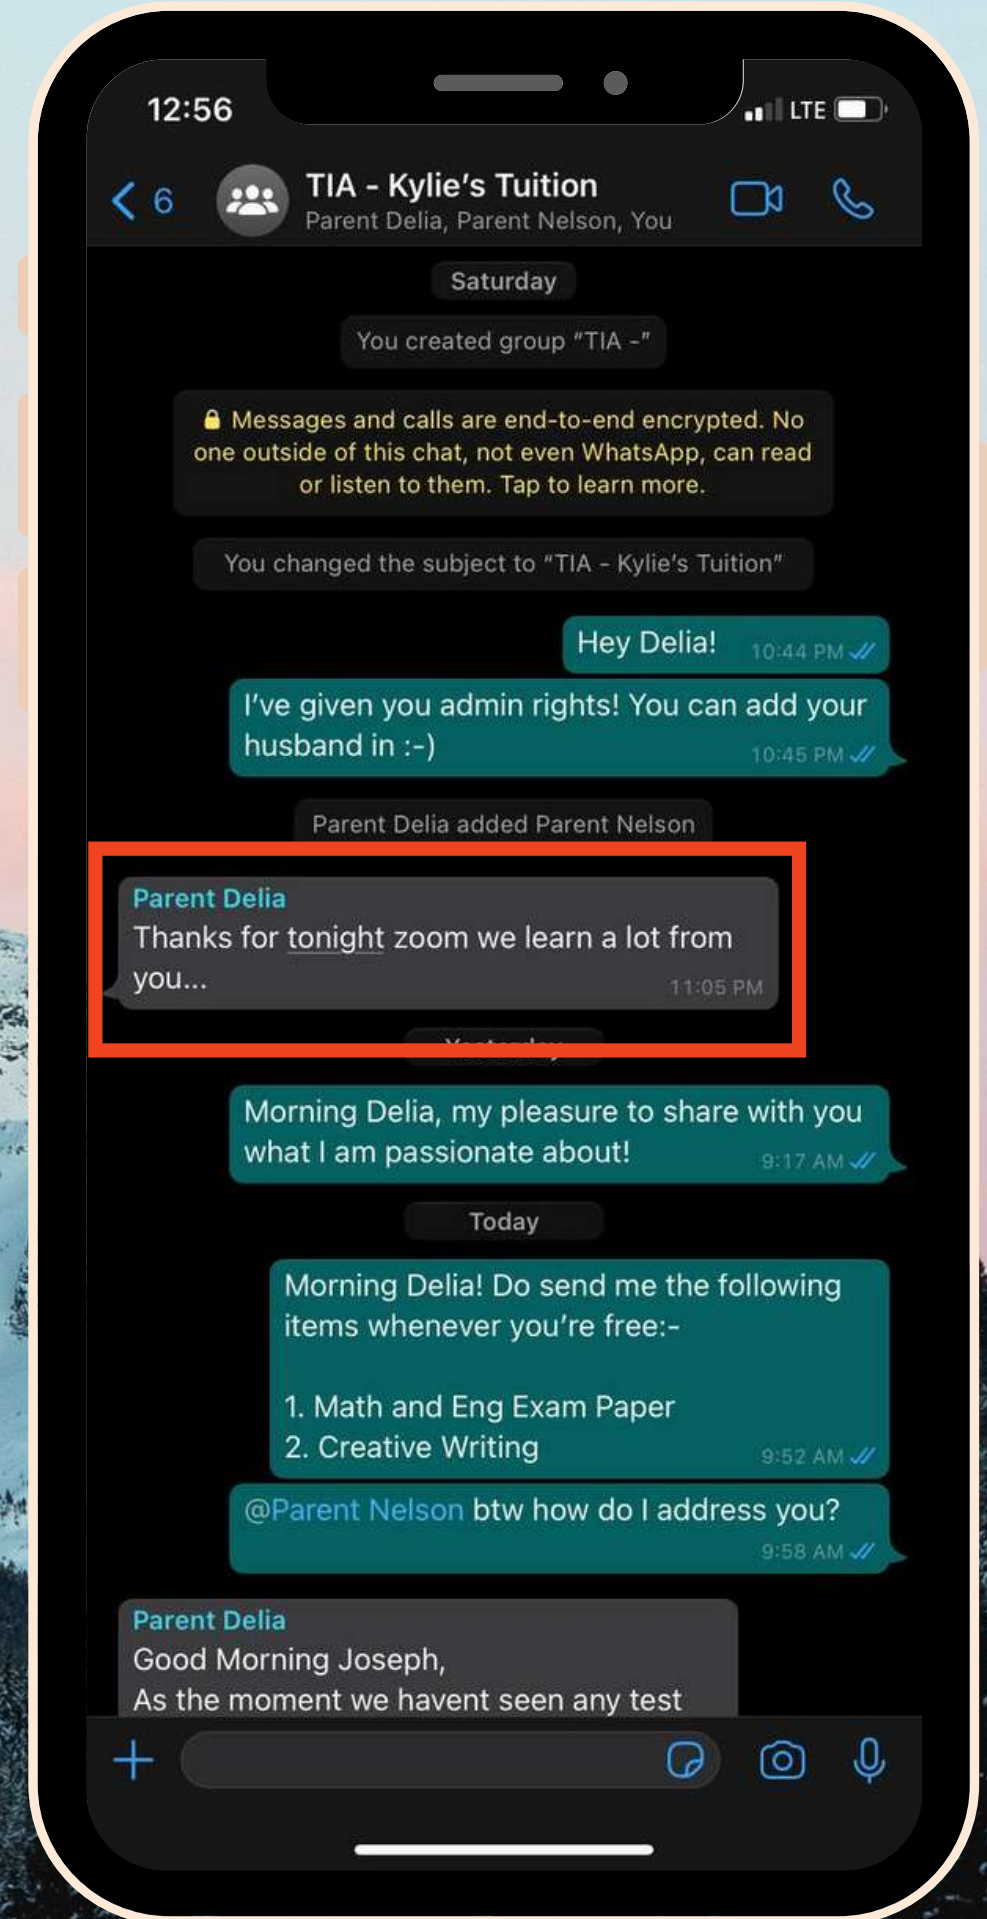 12:56
LTE
6
TIA - Kylie's Tuition
Parent Delia, Parent Nelson, You
Saturday
You created group "TIA -"
Messages and calls are end-to-end encrypted. No
one outside of this chat, not even WhatsApp, can read
or listen to them. Tap to learn more.
You changed the subject to "TIA - Kylie's Tuition"
Hey Delia!
10:44 PM
I've given you admin rights! You can add your
husband in :-)
10:45 PM
Parent Delia added Parent Nelson
Parent Delia
Thanks for tonight zoom we learn a lot from
you...
11:05 PM
Yesterday
Morning Delia, my pleasure to share with you
what I am passionate about!
9:17 AM
Today
Morning Delia! Do send me the following
items whenever you're free:-
1. Math and Eng Exam Paper
2. Creative Writing
9:52 AM
@Parent Nelson btw how do I address you?
9:58 AM
Parent Delia
Good Morning Joseph,
As the moment we havent seen any test